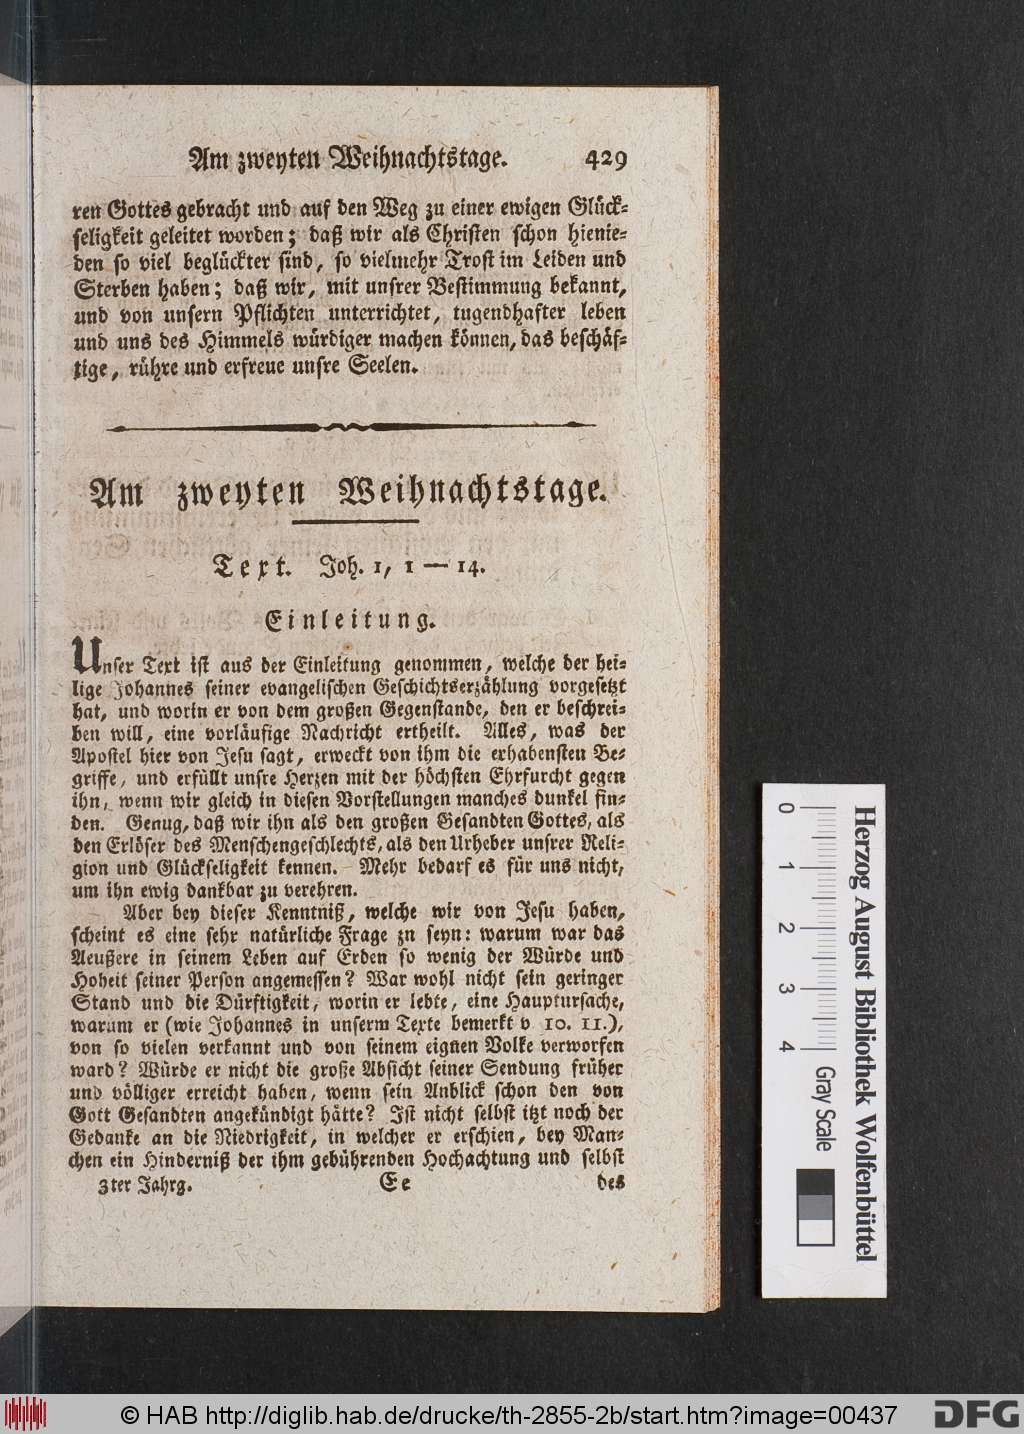 Am zweyten Weihnachtstage. 429
ren Gottes gebracht und auf den Weg zu einer ewigen Glück-
seligkeit geleitet worden; daß wir als Christen schon hienie-
den so viel beglückter sind, so vielmehr Trost im Leiden und
Sterben haben; daß wir, mit unsrer Bestimmung bekannt,
und von unsern Pflichten unterrichtet, tugendhafter leben
und uns des Himmels würdiger machen können, das beschäf-
tige, rühre und erfreue unsre Seelen.
Am zweyten Weihnachtstage.
Text. Joh. 1, 1 — 14.
Einleitung.
Unser Text ist aus der Einleitung genommen, welche der hei-
lige Johannes seiner evangelischen Geschichtserzählung vorgesetzt
hat, und worin er von dem großen Gegenstande, den er beschrei-
ben will, eine vorläufige Nachricht ertheilt. Alles, was der
Apostel hier von Jesu sagt, erweckt von ihm die erhabensten Be-
griffe, und erfüllt unsre Herzen mit der höchsten Ehrfurcht gegen
ihn, wenn wir gleich in diesen Vorstellungen manches dunkel fin-
den. Genug, daß wir ihn als den großen Gesandten Gottes, als
den Erlöser des Menschengeschlechts, als den Urheber unsrer Reli-
gion und Glückseligkeit kennen. Mehr bedarf es für uns nicht,
um ihn ewig dankbar zu verehren.
Aber bey dieser Kenntniß, welche wir von Jesu haben,
scheint es eine sehr natürliche Frage zu seyn: warum war das
Aeußere in seinem Leben auf Erden so wenig der Würde und
Hoheit seiner Person angemessen? War wohl nicht sein geringer
Stand und die Dürftigkeit, worin er lebte, eine Hauptursache,
warum er (wie Johannes in unserm Texte bemerkt v 10. 11.),
von so vielen verkannt und von seinem eignen Volke verworfen
ward? Würde er nicht die große Absicht seiner Sendung früher
und völliger erreicht haben, wenn sein Anblick schon den von
Gott Gesandten angekündigt hätte? Ist nicht selbst itzt noch der
Gedanke an die Niedrigkeit, in welcher er erschien, bey Man-
chen ein Hinderniß der ihm gebührenden Hochachtung und selbst
3ter Jahrg. Ee des
0 1 2 3 4
Gray Scale
Herzog August Bibliothek Wolfenbüttel
© HAB http://diglib.hab.de/drucke/th-2855-2b/start.htm?image=00437
DFG